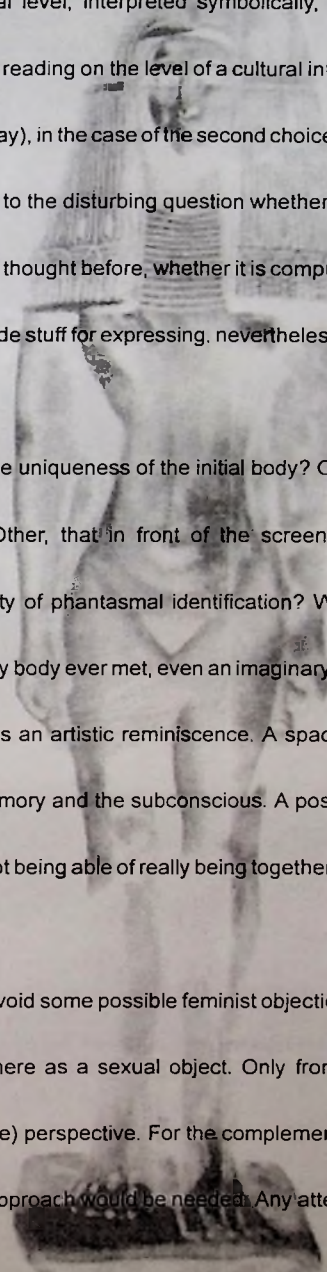 al level, interpreted symbolically,
reading on the level of a cultural in
ay), in the case of the second choice
to the disturbing question whether
thought before, whether it is comp
de stuff for expressing, nevertheles
e uniqueness of the initial body? C
Other, that in front of the screen
ty of phantasmal identification? W
y body ever met, even an imaginary
s an artistic reminiscence. A spac
mory and the subconscious. A pos
ot being able of really being together
void some possible feminist objectio
here as a sexual object. Only fron
e) perspective. For the complemen
pproach would be needed. Any atte